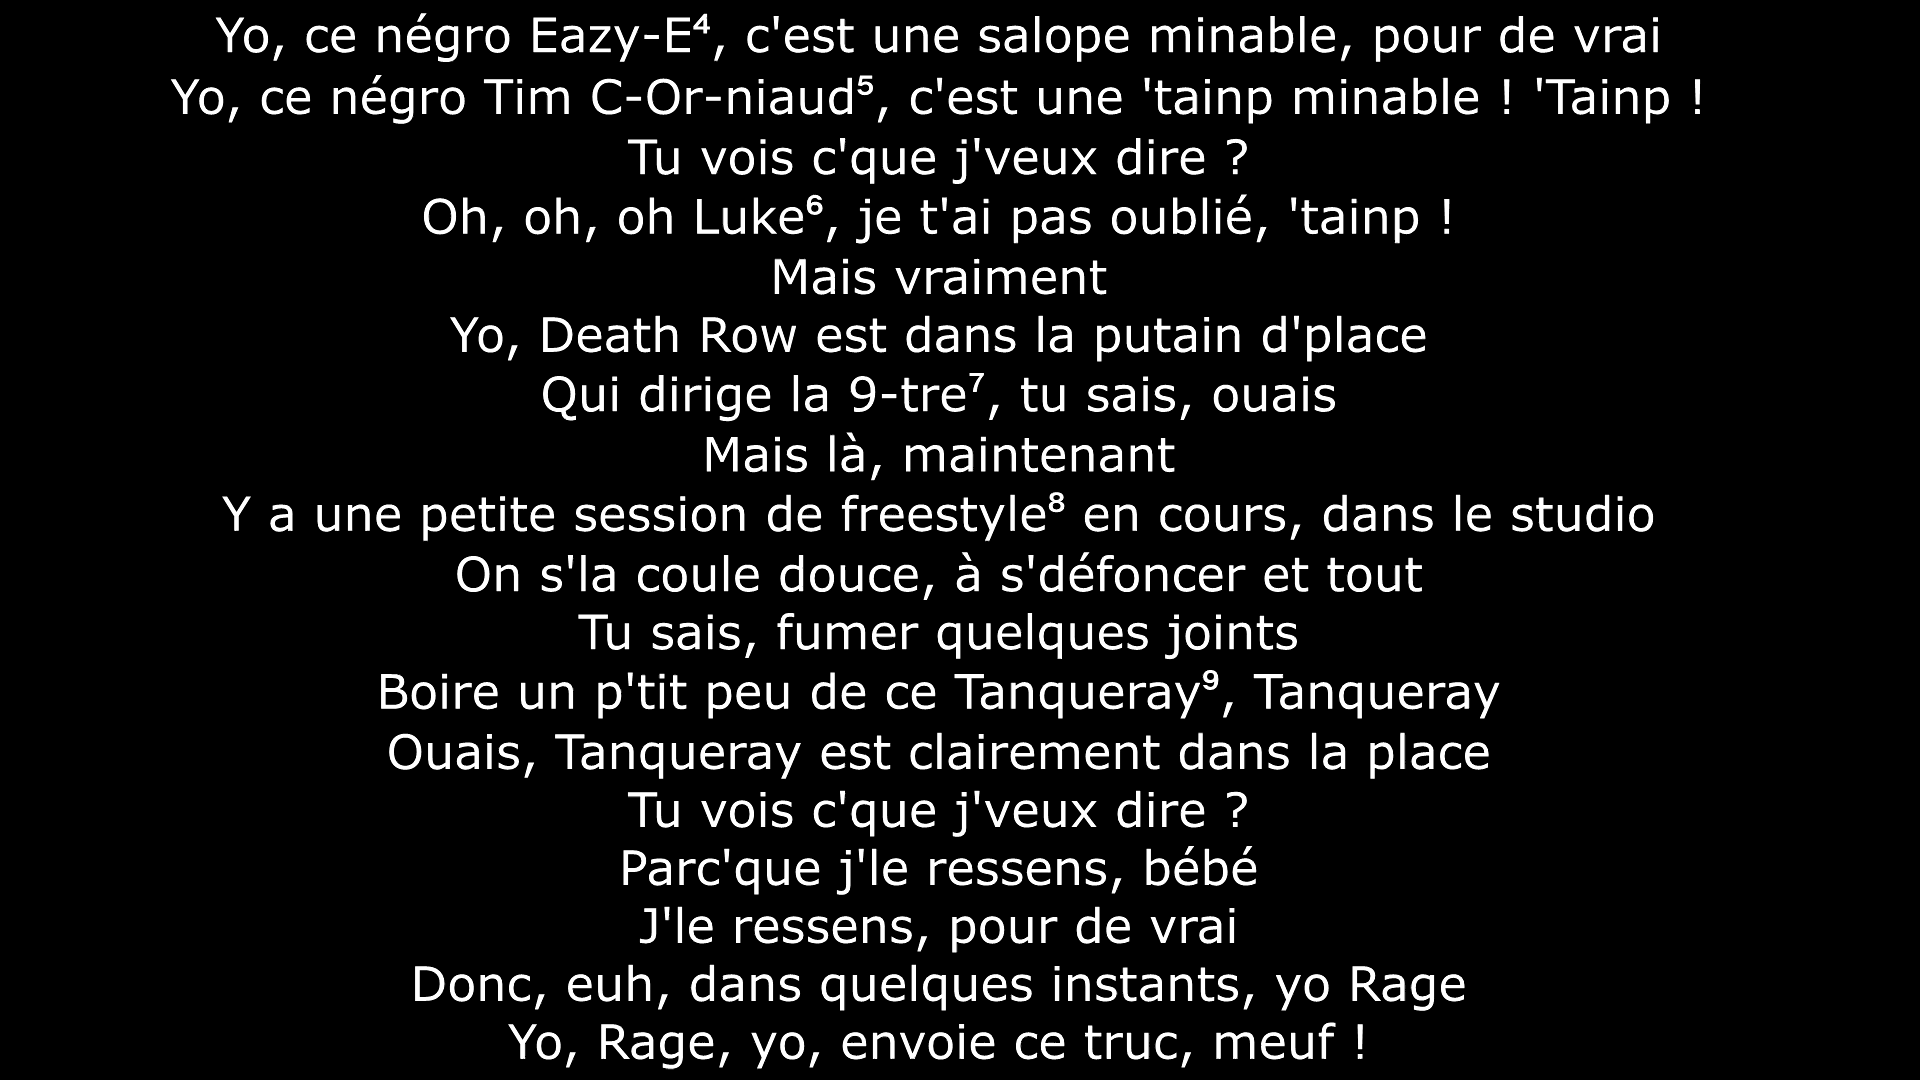 Yo, ce négro Eazy-E⁴, c'est une salope minable, pour de vrai
Yo, ce négro Tim C-Or-niaud⁵, c'est une 'tainp minable ! 'Tainp !
Tu vois c'que j'veux dire ?
Oh, oh, oh Luke⁶, je t'ai pas oublié, 'tainp !
Mais vraiment
Yo, Death Row est dans la putain d'place
Qui dirige la 9-tre⁷, tu sais, ouais
Mais là, maintenant
Y a une petite session de freestyle⁸ en cours, dans le studio
On s'la coule douce, à s'défoncer et tout
Tu sais, fumer quelques joints
Boire un p'tit peu de ce Tanqueray⁹, Tanqueray
Ouais, Tanqueray est clairement dans la place
Tu vois c'que j'veux dire ?
Parc'que j'le ressens, bébé
J'le ressens, pour de vrai
Donc, euh, dans quelques instants, yo Rage
Yo, Rage, yo, envoie ce truc, meuf !